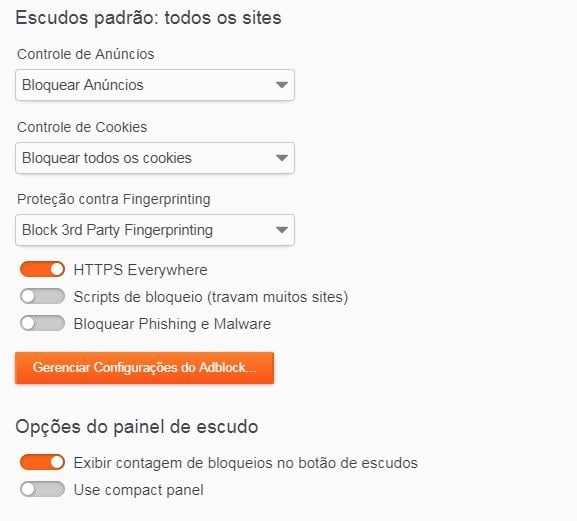 Escudos padrão: todos os sites
Controle de Anúncios
Bloquear Anúncios
Controle de Cookies
Bloquear todos os cookies
Proteção contra Fingerprinting
Block 3rd Party Fingerprinting
HTTPS Everywhere
Scripts de bloqueio (travam muitos sites)
Bloquear Phishing e Malware
Gerenciar Configurações do Adblock...
Opções do painel de escudo
Exibir contagem de bloqueios no botão de escudos
Use compact panel